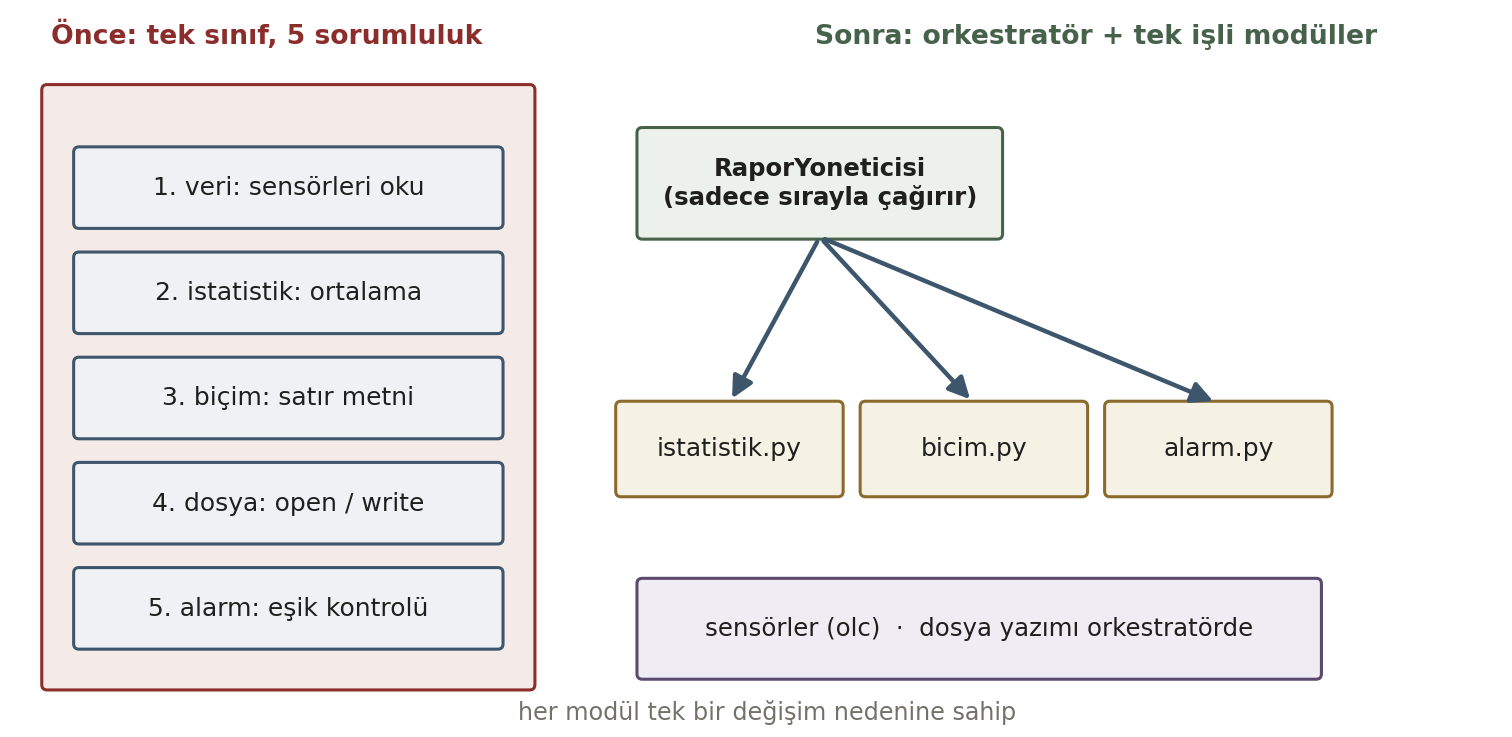 Önce: tek sınıf, 5 sorumluluk
1. veri: sensörleri oku
2. istatistik: ortalama
3. biçim: satır metni
4. dosya: open / write
5. alarm: eşik kontrolü
Sonra: orkestratör + tek işli modüller
RaporYoneticisi
(sadece sırayla çağırır)
istatistik.py
bicim.py
alarm.py
sensörler (olc) · dosya yazımı orkestratörde
her modül tek bir değişim nedenine sahip